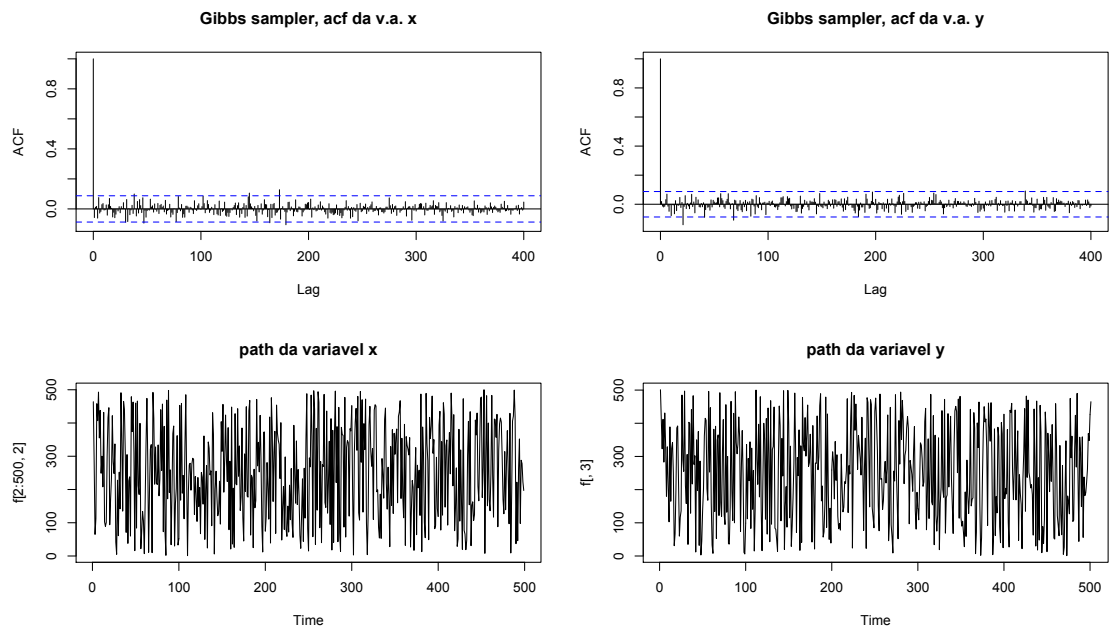 Gibbs sampler, acf da v.a. x
ACF
0.8
0.4
0.0
0 100 200 300 400
Lag
Gibbs sampler, acf da v.a. y
ACF
0.8
0.4
0.0
0 100 200 300 400
Lag
path da variavel x
f[2:500, 2]
500
300
100
0
0 100 200 300 400 500
Time
path da variavel y
f[, 3]
500
300
100
0
0 100 200 300 400 500
Time